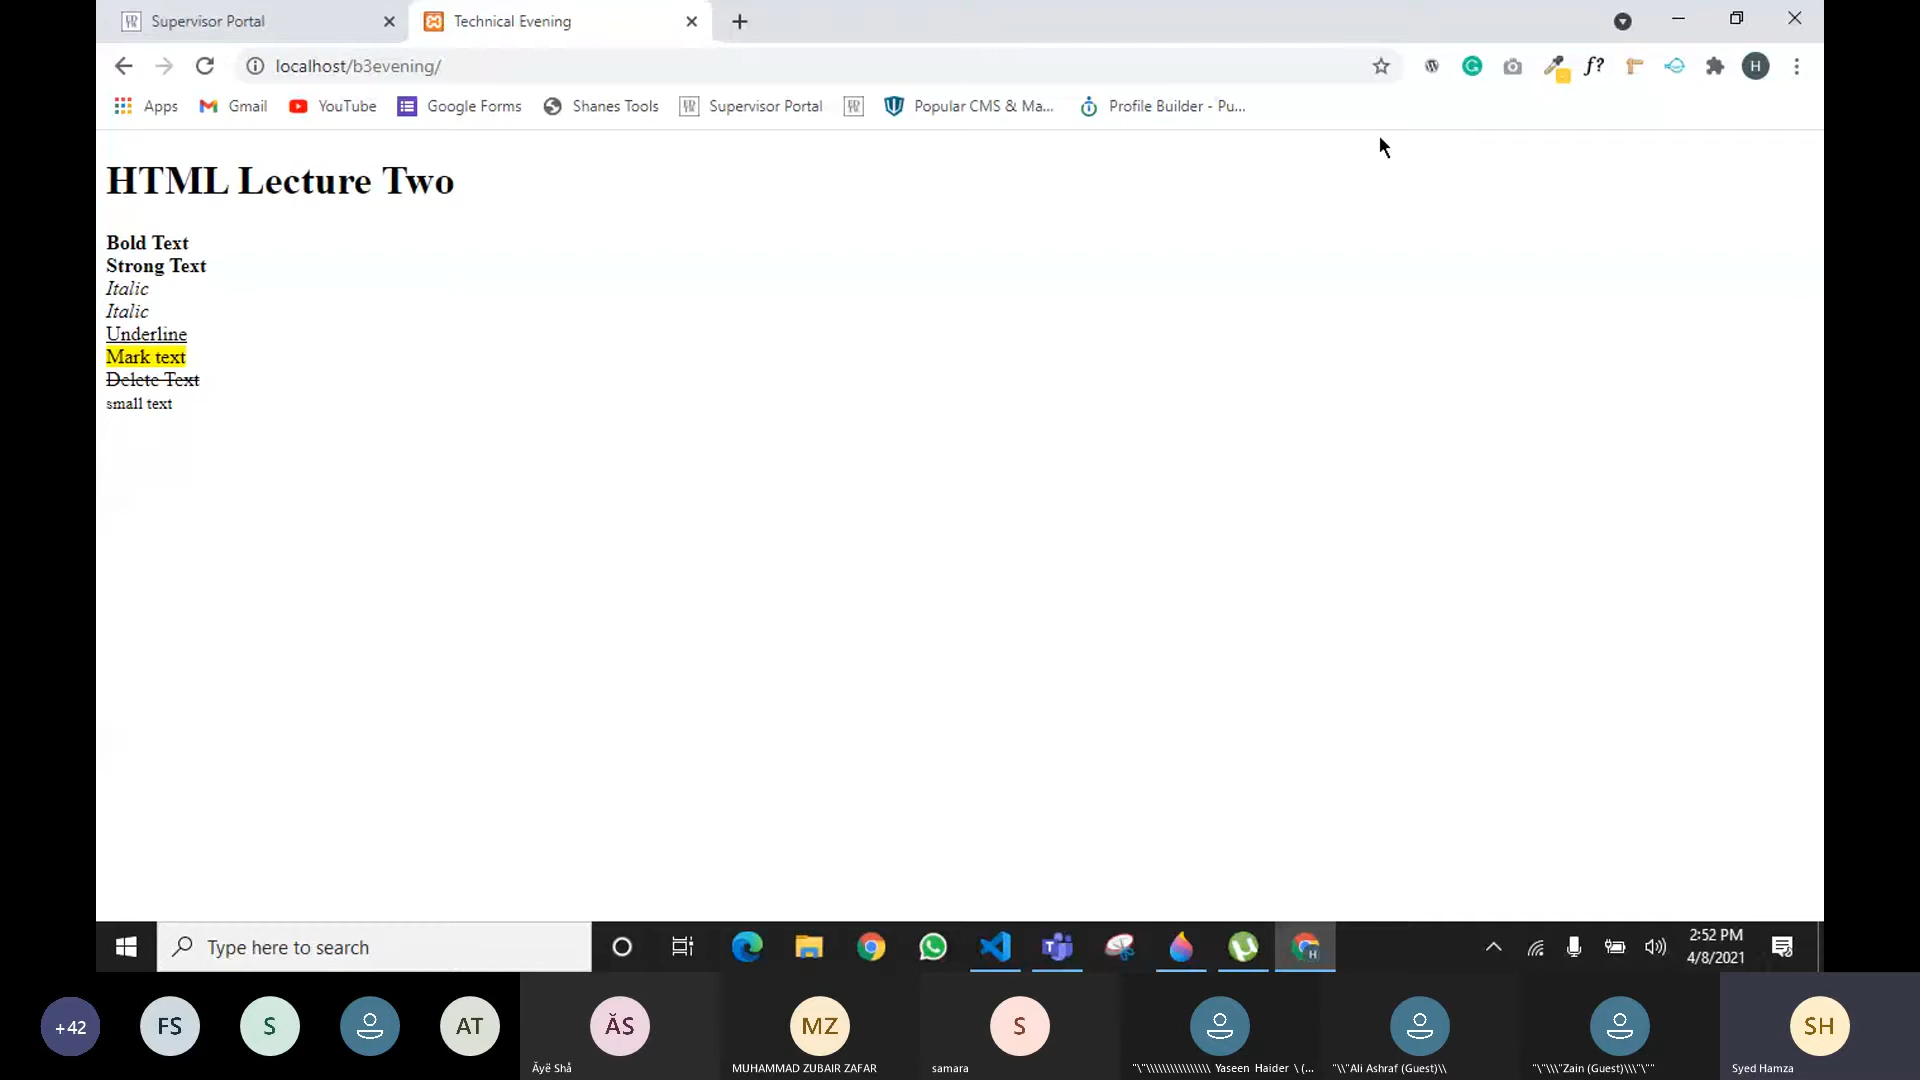 Supervisor Portal
Technical Evening
localhost/b3evening/
f?
H
Apps
Gmail
YouTube
Google Forms
Shanes Tools
Supervisor Portal
Popular CMS & Ma...
Profile Builder - Pu...
HTML Lecture Two
Bold Text
Strong Text
Italic
Italic
Underline
Mark text
Delete Text
small text
Type here to search
2:52 PM
4/8/2021
+42
FS
S
AT
ĂS
MZ
S
SH
Ăyë Shå
MUHAMMAD ZUBAIR ZAFAR
samara
"\"\\\\\\\\\\\\\\\\ Yaseen Haider \ (...
"\\"Ali Ashraf (Guest)\\
"\"\\\"Zain (Guest)\\\"\""
Syed Hamza